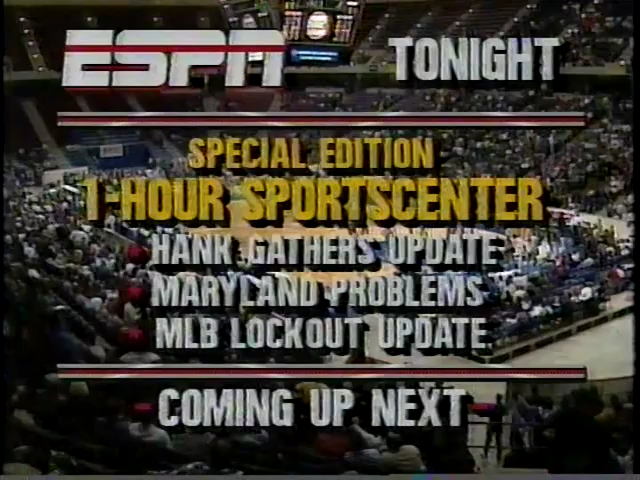 ESPN TONIGHT
SPECIAL EDITION
1-HOUR SPORTSCENTER
HANK GATHERS UPDATE
MARYLAND PROBLEMS
MLB LOCKOUT UPDATE
COMING UP NEXT